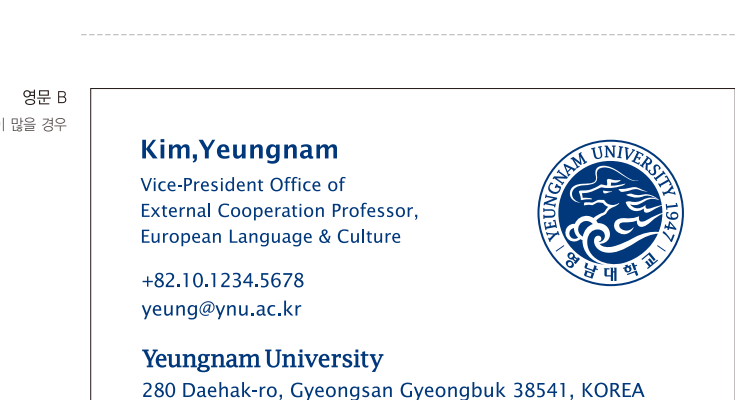 영문 B
많을 경우
Kim,Yeungnam
Vice-President Office of
External Cooperation Professor,
European Language & Culture
+82.10.1234.5678
yeung@ynu.ac.kr
Yeungnam University
280 Daehak-ro, Gyeongsan Gyeongbuk 38541, KOREA
YEUNGNAM UNIVERSITY 1947
영남대학교